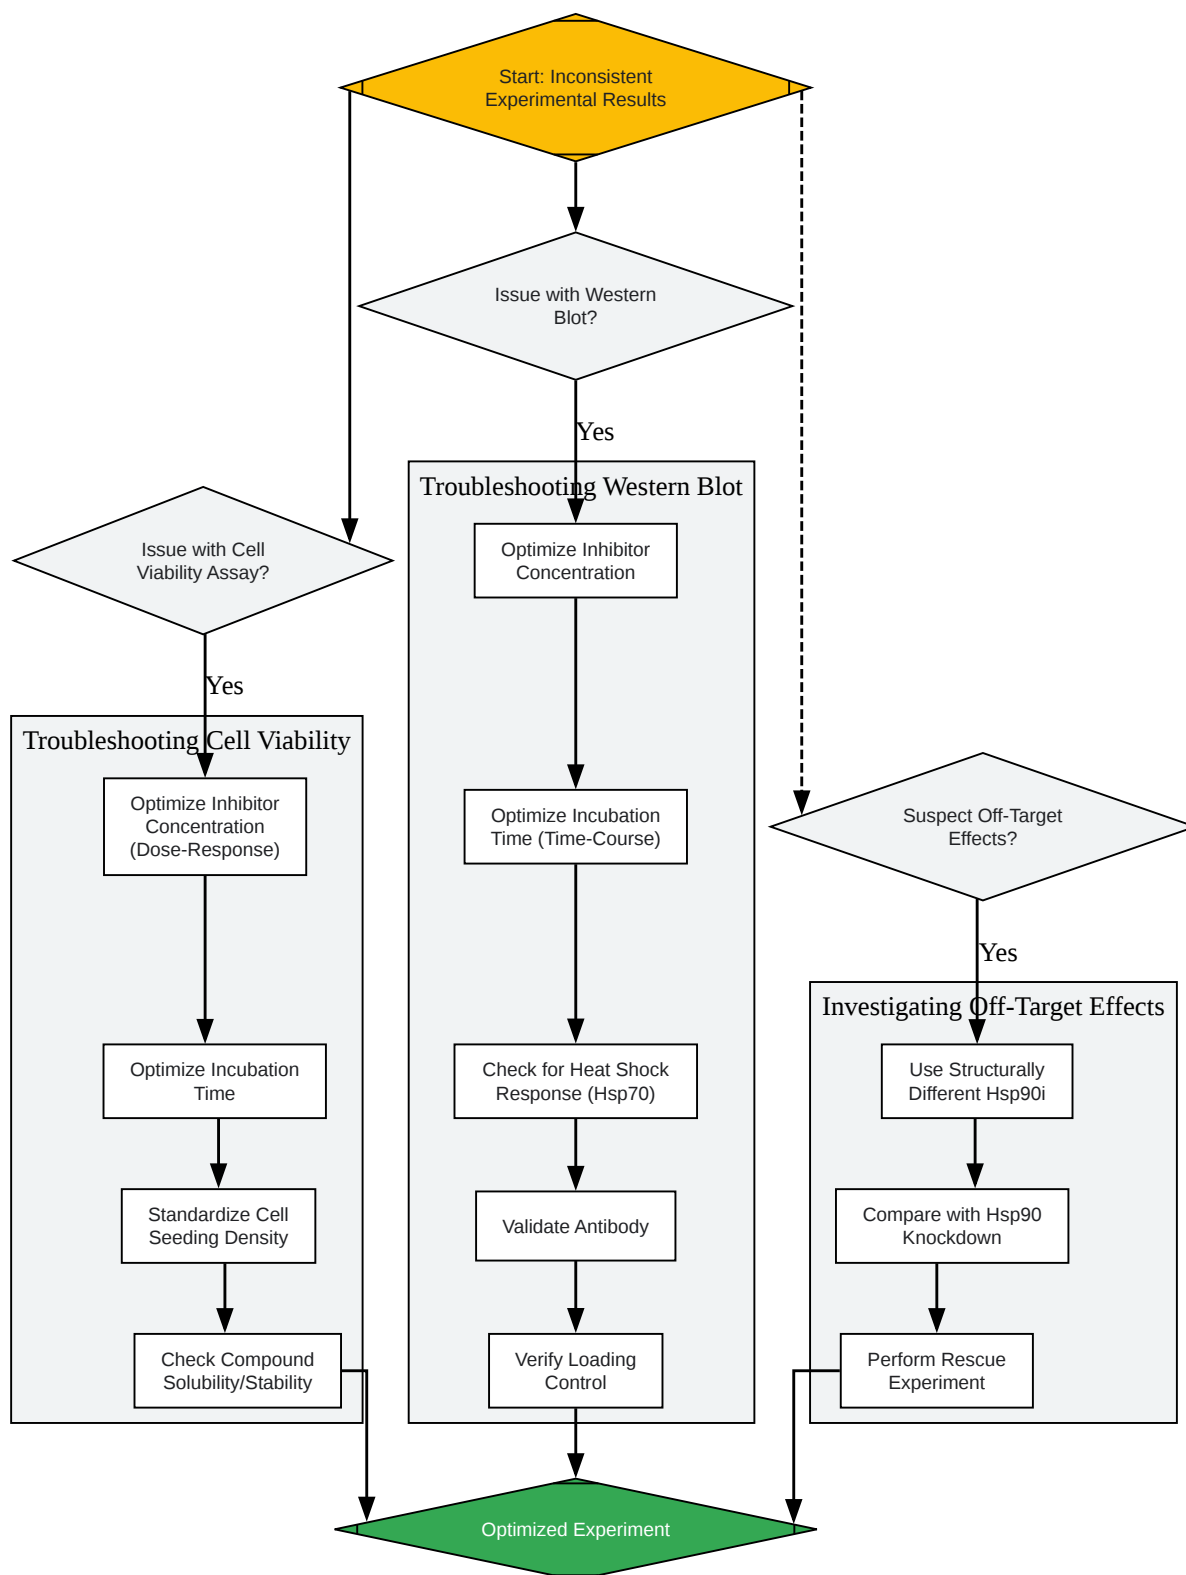 Start: Inconsistent
Experimental Results
Issue with Western
Blot?
Yes
Troubleshooting Western Blot
Optimize Inhibitor
Concentration
Optimize Incubation
Time (Time-Course)
Check for Heat Shock
Response (Hsp70)
Validate Antibody
Verify Loading
Control
Issue with Cell
Viability Assay?
Yes
Troubleshooting Cell Viability
Optimize Inhibitor
Concentration
(Dose-Response)
Optimize Incubation
Time
Standardize Cell
Seeding Density
Check Compound
Solubility/Stability
Suspect Off-Target
Effects?
Yes
Investigating Off-Target Effects
Use Structurally
Different Hsp90i
Compare with Hsp90
Knockdown
Perform Rescue
Experiment
Optimized Experiment